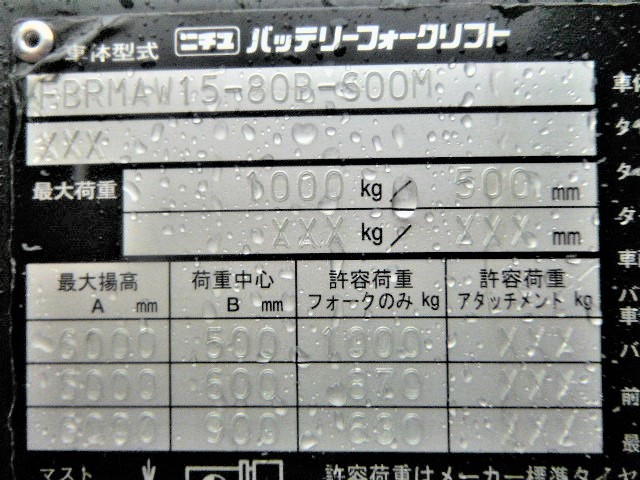 車体型式 ニチユ バッテリーフォークリフト
FBRMAW15-80B-S00M
XXX
最大荷重 1000 kg / 500 mm
XXX kg / XXX mm
最大揚高 A mm 荷重中心 B mm 許容荷重 フォークのみ kg 許容荷重 アタッチメント kg
6000 500 1000 XXX
6000 600 870 XXX
6000 900 630 XXX
マスト 許容荷重はメーカー標準タイヤ